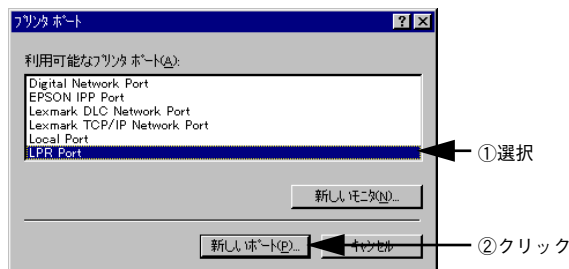 プリンタ ポート
利用可能なプリンタ ポート(A):
Digital Network Port
EPSON IPP Port
Lexmark DLC Network Port
Lexmark TCP/IP Network Port
Local Port
LPR Port
①選択
新しいモニタ(N)...
新しいポート(P)...
キャンセル
②クリック